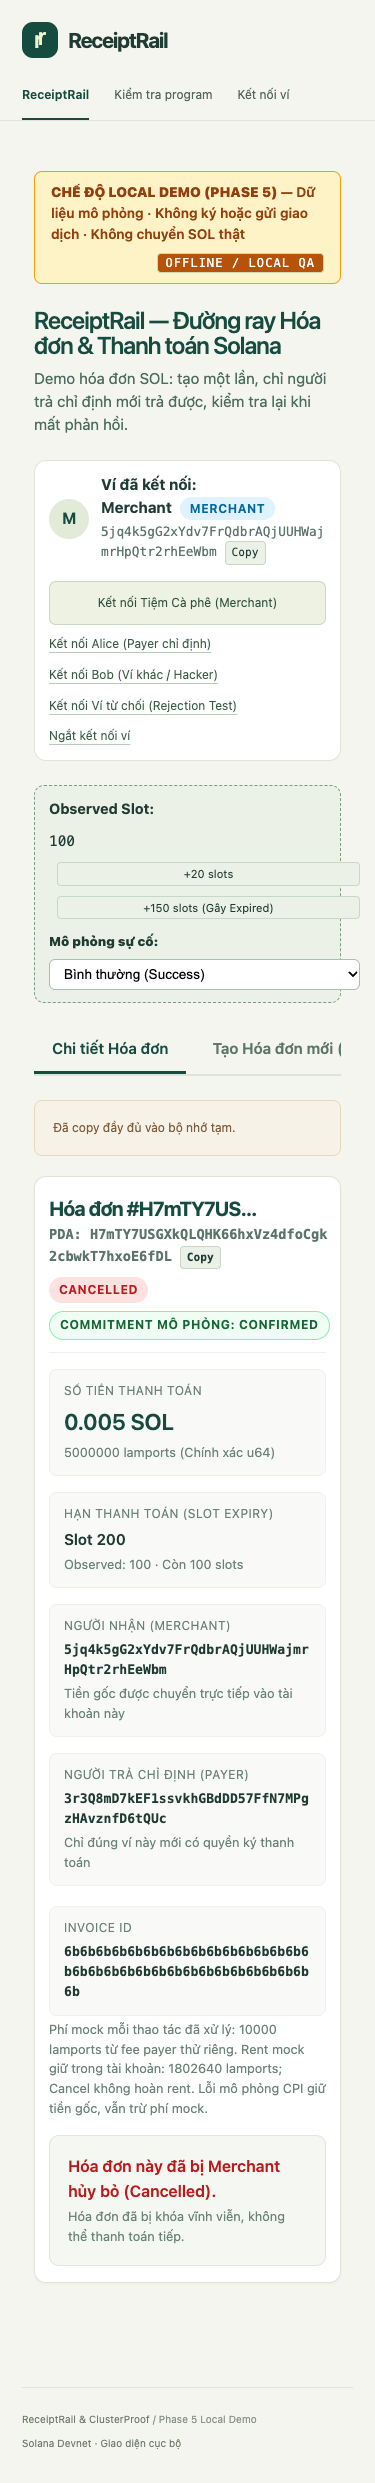 ReceiptRail
ReceiptRail Kiểm tra program Kết nối ví
CHẾ ĐỘ LOCAL DEMO (PHASE 5) — Dữ
liệu mô phỏng · Không ký hoặc gửi giao
dịch · Không chuyển SOL thật
OFFLINE / LOCAL QA
ReceiptRail — Đường ray Hóa
đơn & Thanh toán Solana
Demo hóa đơn SOL: tạo một lần, chỉ người
trả chỉ định mới trả được, kiểm tra lại khi
mất phản hồi.
M
Ví đã kết nối:
Merchant MERCHANT
5jq4k5gG2xYdv7FrQdbrAQjUUHWaj
mrHpQtr2rhEeWbm Copy
Kết nối Tiệm Cà phê (Merchant)
Kết nối Alice (Payer chỉ định)
Kết nối Bob (Ví khác / Hacker)
Kết nối Ví từ chối (Rejection Test)
Ngắt kết nối ví
Observed Slot:
100
+20 slots
+150 slots (Gây Expired)
Mô phỏng sự cố:
Bình thường (Success)
Chi tiết Hóa đơn Tạo Hóa đơn mới (
Đã copy đầy đủ vào bộ nhớ tạm.
Hóa đơn #H7mTY7US...
PDA: H7mTY7USGXkQLQHK66hxVz4dfoCgk
2cbwkT7hxoE6fDL Copy
CANCELLED
COMMITMENT MÔ PHỎNG: CONFIRMED
SỐ TIỀN THANH TOÁN
0.005 SOL
5000000 lamports (Chính xác u64)
HẠN THANH TOÁN (SLOT EXPIRY)
Slot 200
Observed: 100 · Còn 100 slots
NGƯỜI NHẬN (MERCHANT)
5jq4k5gG2xYdv7FrQdbrAQjUUHWajmr
HpQtr2rhEeWbm
Tiền gốc được chuyển trực tiếp vào tài
khoản này
NGƯỜI TRẢ CHỈ ĐỊNH (PAYER)
3r3Q8mD7kEF1ssvkhGBdDD57FfN7MPg
zHAvznfD6tQUc
Chỉ đúng ví này mới có quyền ký thanh
toán
INVOICE ID
6b6b6b6b6b6b6b6b6b6b6b6b6b6b6b6
b6b6b6b6b6b6b6b6b6b6b6b6b6b6b6b
6b
Phí mock mỗi thao tác đã xử lý: 10000
lamports từ fee payer thử riêng. Rent mock
giữ trong tài khoản: 1802640 lamports;
Cancel không hoàn rent. Lỗi mô phỏng CPI giữ
tiền gốc, vẫn trừ phí mock.
Hóa đơn này đã bị Merchant
hủy bỏ (Cancelled).
Hóa đơn đã bị khóa vĩnh viễn, không
thể thanh toán tiếp.
ReceiptRail & ClusterProof / Phase 5 Local Demo
Solana Devnet · Giao diện cục bộ